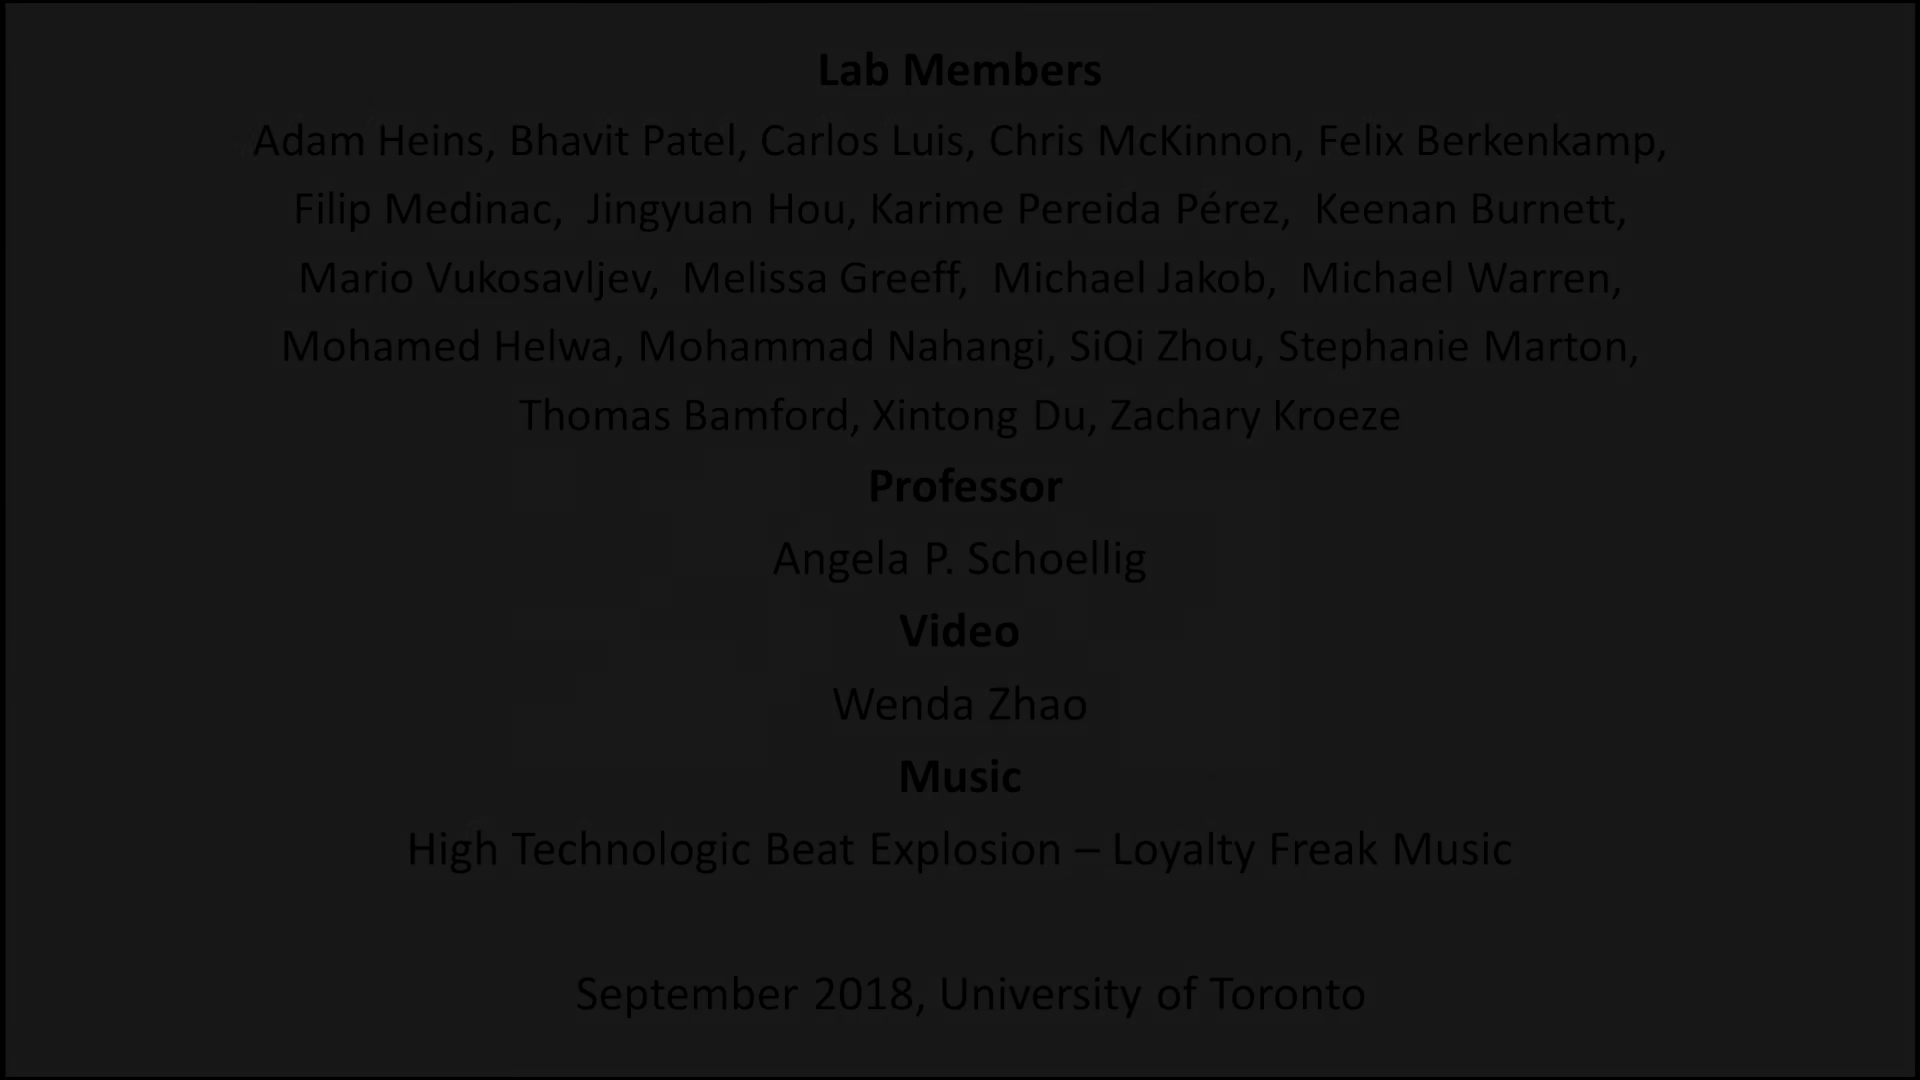 Lab Members
Adam Heins, Bhavit Patel, Carlos Luis, Chris McKinnon, Felix Berkenkamp,
Filip Medinac, Jingyuan Hou, Karime Pereida Pérez, Keenan Burnett,
Mario Vukosavljev, Melissa Greeff, Michael Jakob, Michael Warren,
Mohamed Helwa, Mohammad Nahangi, SiQi Zhou, Stephanie Marton,
Thomas Bamford, Xintong Du, Zachary Kroeze
Professor
Angela P. Schoellig
Video
Wenda Zhao
Music
High Technologic Beat Explosion – Loyalty Freak Music
September 2018, University of Toronto